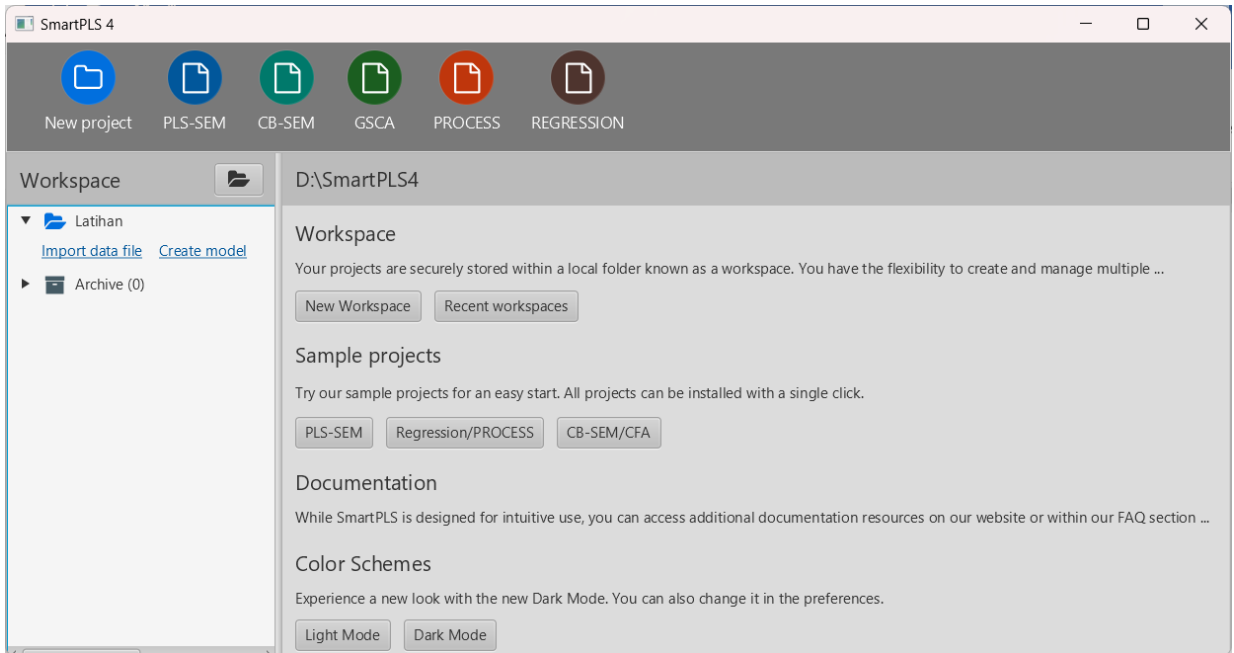 SmartPLS 4
New project PLS-SEM CB-SEM GSCA PROCESS REGRESSION
Workspace
D:\SmartPLS4
Latihan
Import data file Create model
Archive (0)
Workspace
Your projects are securely stored within a local folder known as a workspace. You have the flexibility to create and manage multiple ...
New Workspace Recent workspaces
Sample projects
Try our sample projects for an easy start. All projects can be installed with a single click.
PLS-SEM Regression/PROCESS CB-SEM/CFA
Documentation
While SmartPLS is designed for intuitive use, you can access additional documentation resources on our website or within our FAQ section ...
Color Schemes
Experience a new look with the new Dark Mode. You can also change it in the preferences.
Light Mode Dark Mode